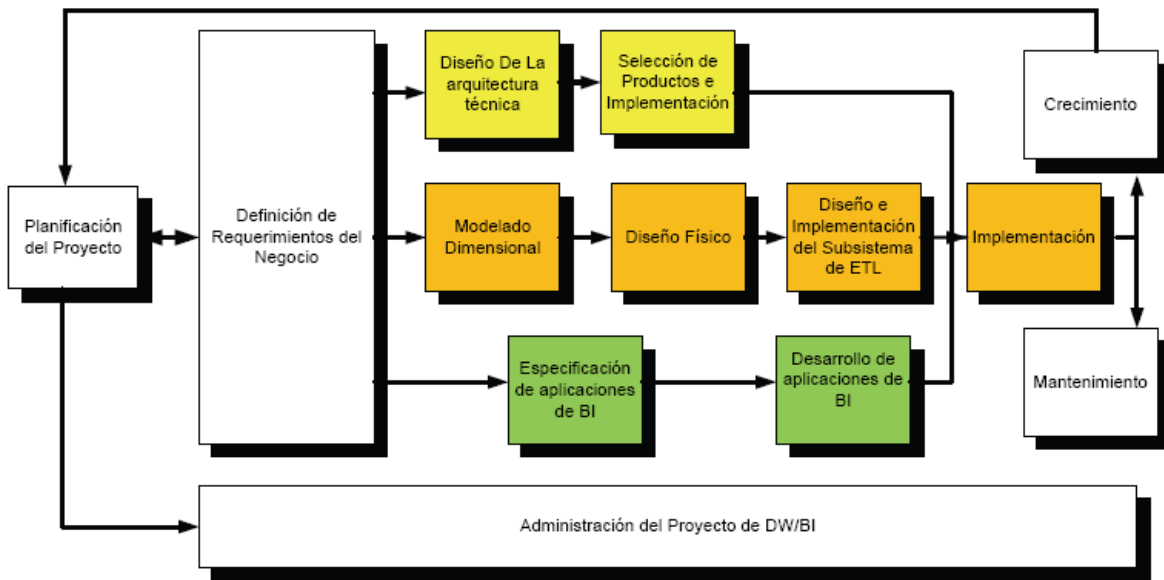 Diseño De La
arquitectura
técnica
Selección de
Productos e
Implementación
Crecimiento
Planificación
del Proyecto
Definición de
Requerimientos del
Negocio
Modelado
Dimensional
Diseño Físico
Diseño e
Implementación
del Subsistema
de ETL
Implementación
Especificación
de aplicaciones
de BI
Desarrollo de
aplicaciones de
BI
Mantenimiento
Administración del Proyecto de DW/BI